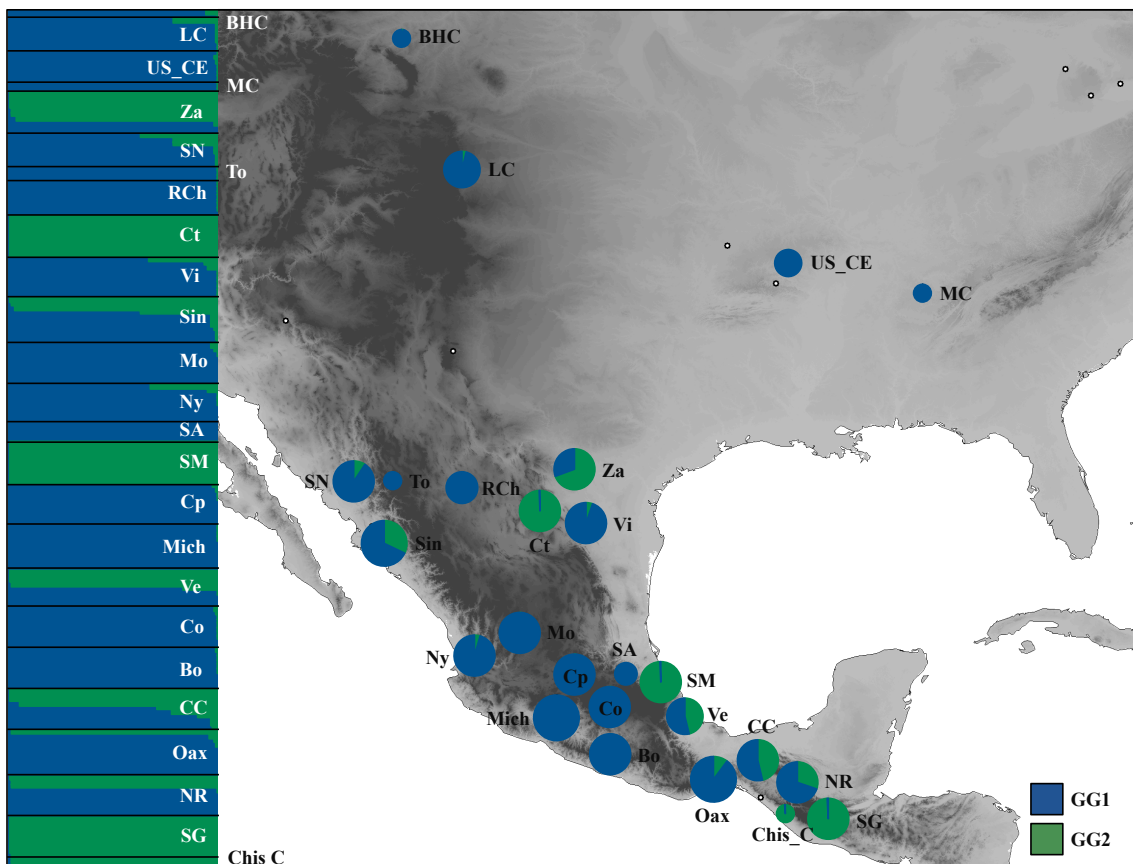 BHC
LC
US_CE
MC
Za
SN
To
RCh
Ct
Vi
Sin
Mo
Ny
SA
SM
Cp
Mich
Ve
Co
Bo
CC
Oax
NR
SG
Chis C
BHC
LC
US_CE
MC
Za
SN
To
RCh
Vi
Ct
Sin
Mo
SA
Ny
Cp
SM
Co
Ve
Mich
CC
Bo
NR
Oax
Chis_C
SG
GG1
GG2